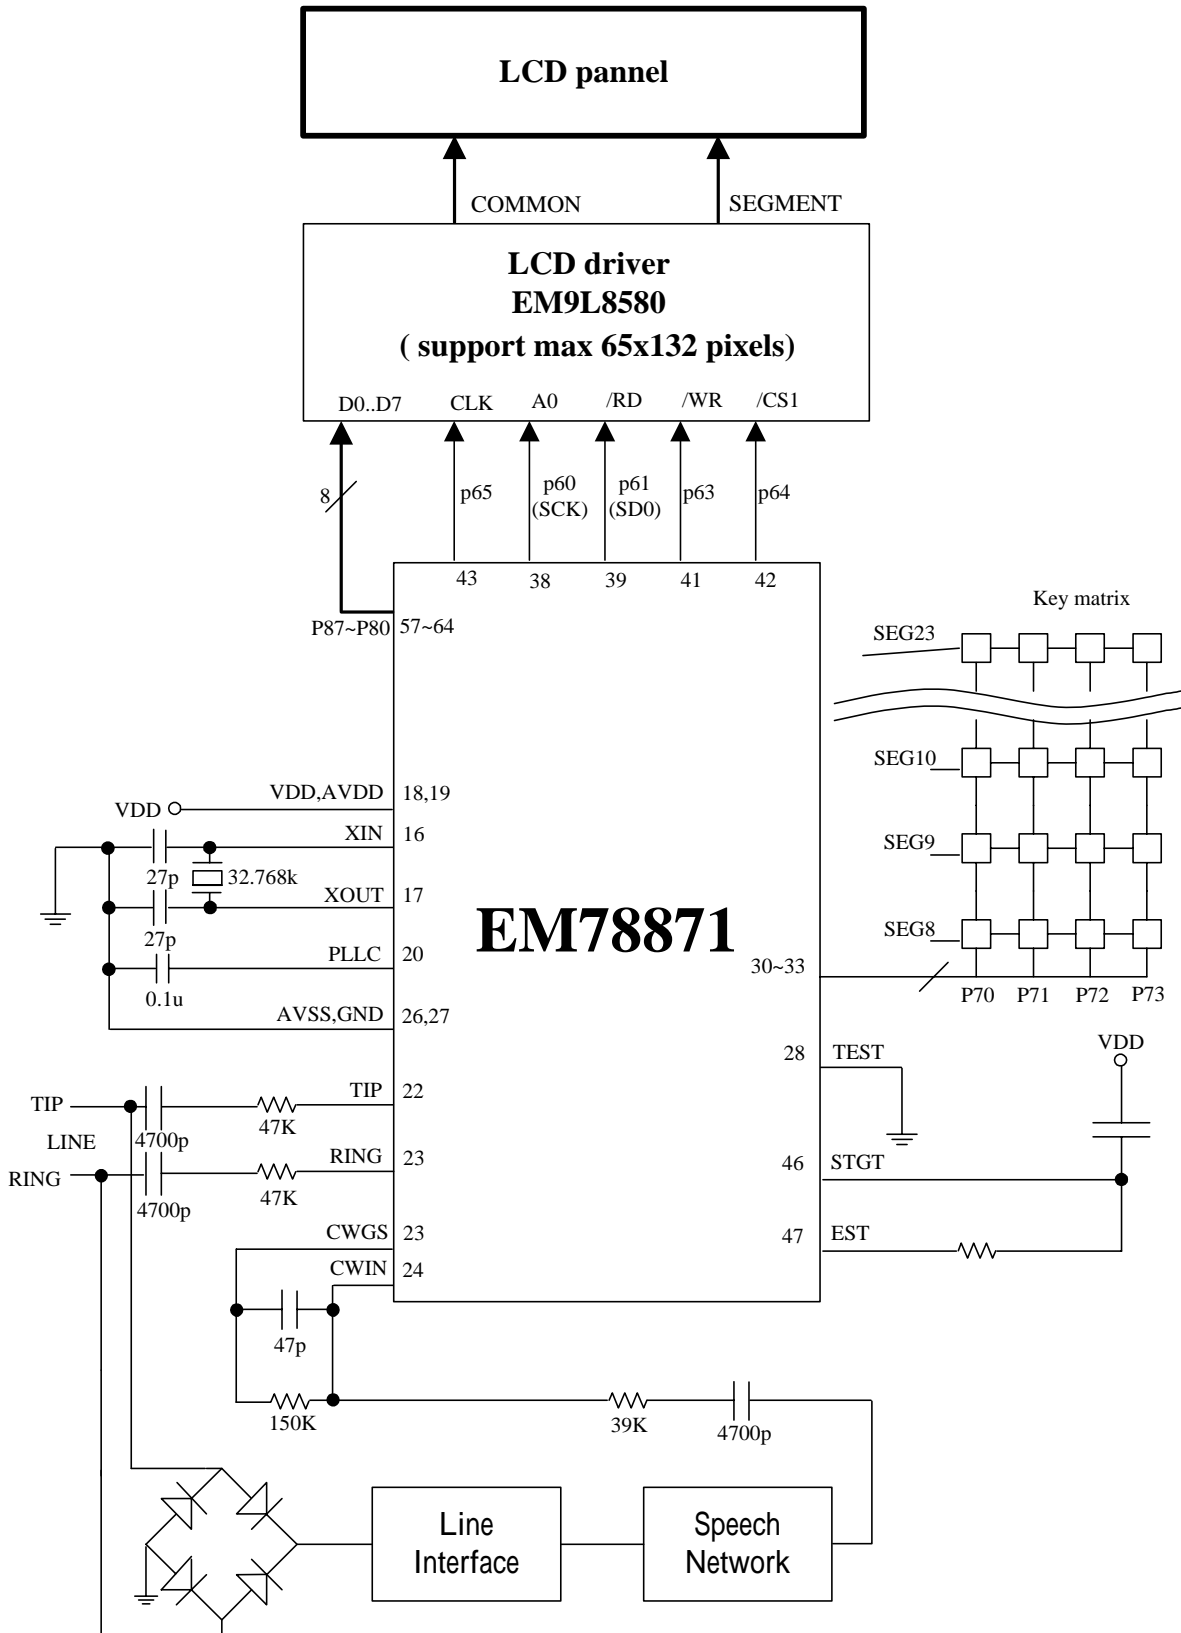 LCD pannel
COMMON
SEGMENT
LCD driver
EM9L8580
( support max 65x132 pixels)
D0..D7
CLK
A0
/RD
/WR
/CS1
8
p65
p60
(SCK)
p61
(SD0)
p63
p64
43
38
39
41
42
P87~P80
57~64
Key matrix
SEG23
SEG10
SEG9
SEG8
VDD
VDD,AVDD
18,19
XIN
16
27p
32.768k
XOUT
17
27p
PLLC
20
0.1u
AVSS,GND
26,27
EM78871
30~33
P70
P71
P72
P73
28
TEST
VDD
TIP
4700p
47K
TIP
22
LINE
RING
4700p
47K
RING
23
46
STGT
CWGS
23
47
EST
CWIN
24
47p
150K
39K
4700p
Line
Interface
Speech
Network